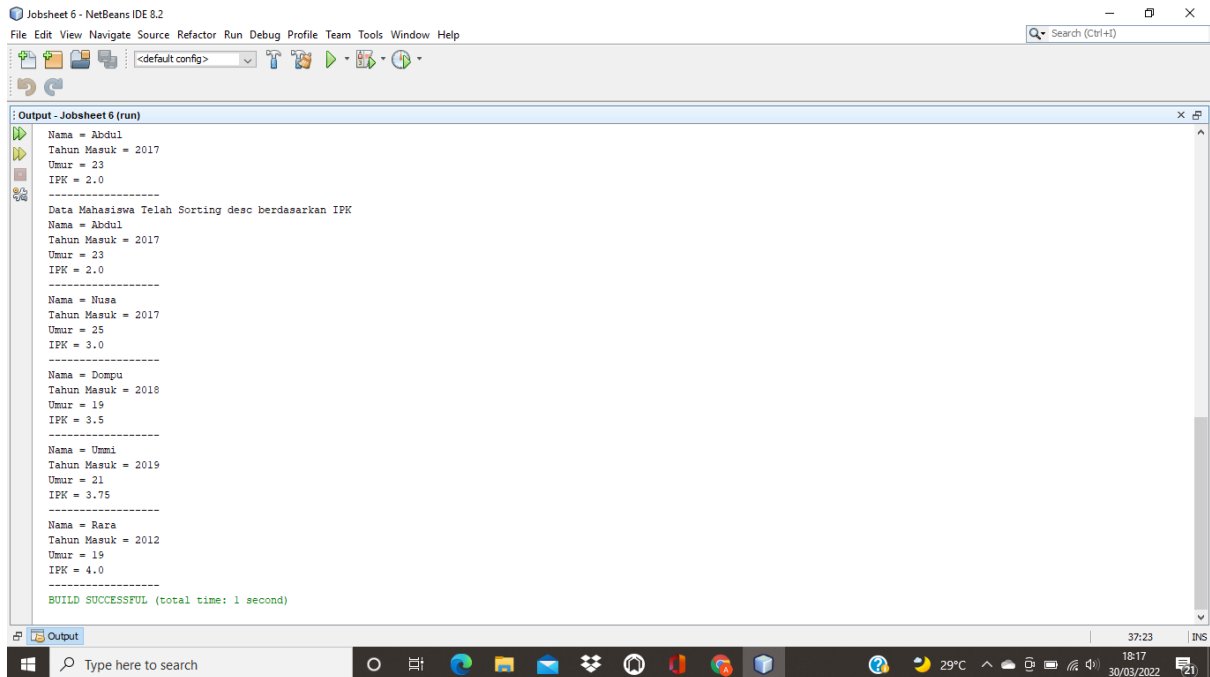 Jobsheet 6 - NetBeans IDE 8.2
File Edit View Navigate Source Refactor Run Debug Profile Team Tools Window Help
Search (Ctrl+I)
<default config>
Output - Jobsheet 6 (run)
Nama = Abdul
Tahun Masuk = 2017
Umur = 23
IPK = 2.0
------------------
Data Mahasiswa Telah Sorting desc berdasarkan IPK
Nama = Abdul
Tahun Masuk = 2017
Umur = 23
IPK = 2.0
------------------
Nama = Nusa
Tahun Masuk = 2017
Umur = 25
IPK = 3.0
------------------
Nama = Dompu
Tahun Masuk = 2018
Umur = 19
IPK = 3.5
------------------
Nama = Ummi
Tahun Masuk = 2019
Umur = 21
IPK = 3.75
------------------
Nama = Rara
Tahun Masuk = 2012
Umur = 19
IPK = 4.0
------------------
BUILD SUCCESSFUL (total time: 1 second)
Output
37:23
INS
Type here to search
29°C
18:17
30/03/2022
21